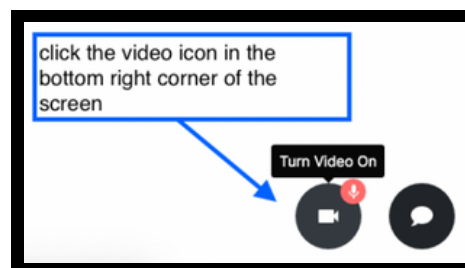 click the video icon in the
bottom right corner of the
screen
Turn Video On